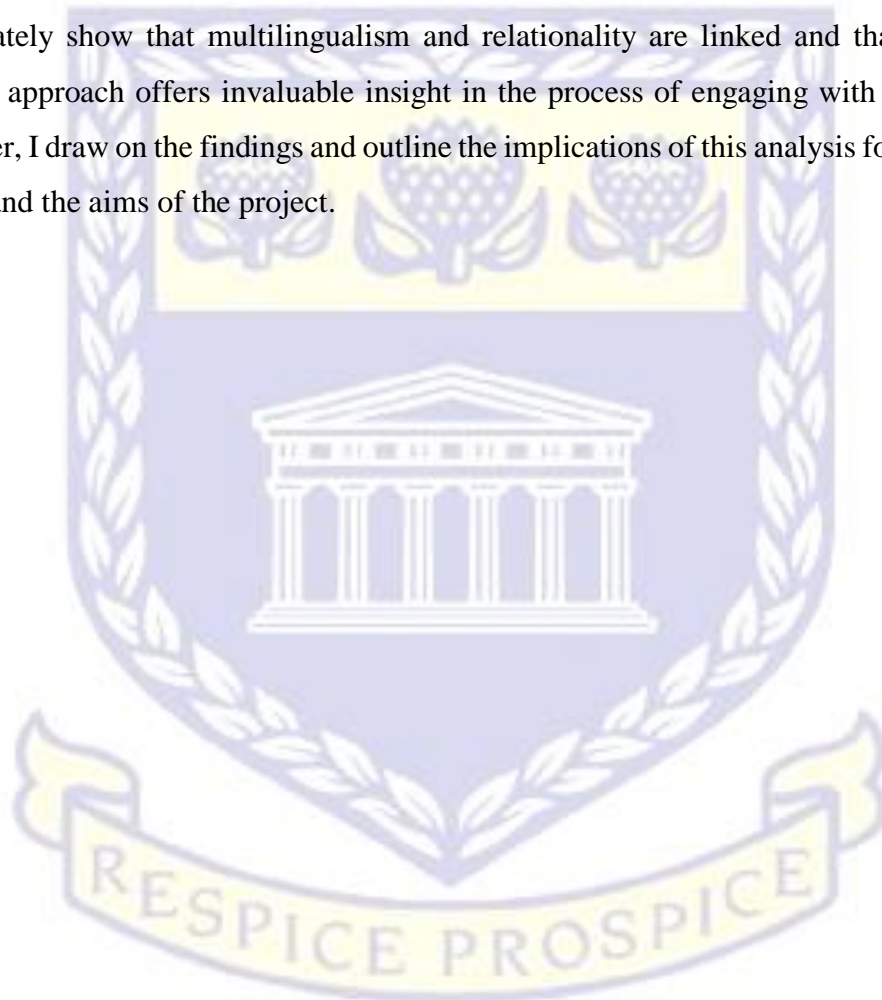 ately show that multilingualism and relationality are linked and tha
approach offers invaluable insight in the process of engaging with
er, I draw on the findings and outline the implications of this analysis fo
and the aims of the project.
RESPICE PROSPICE